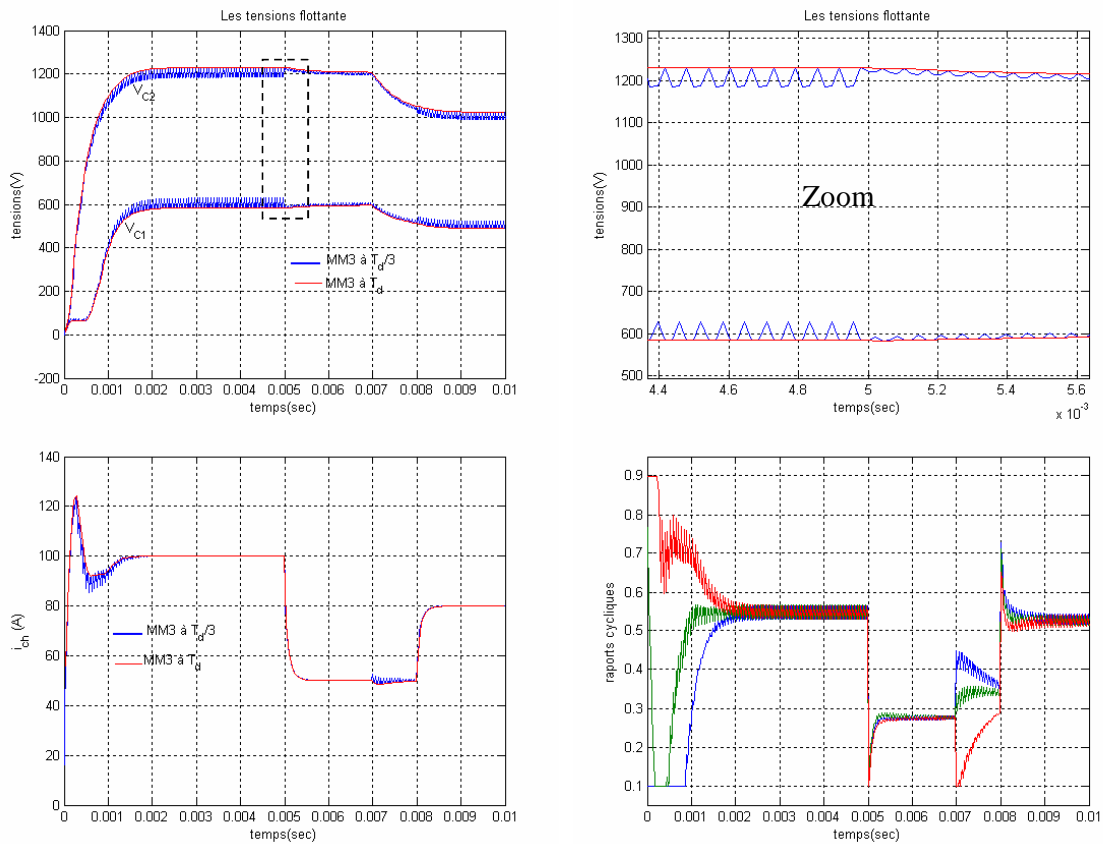 Les tensions flottante
1400
1200
1000
800
600
400
200
0
-200
tensions(V)
V_C2
V_C1
MM3 à T_d/3
MM3 à T_d
0 0.001 0.002 0.003 0.004 0.005 0.006 0.007 0.008 0.009 0.01
temps(sec)
Les tensions flottante
1300
1200
1100
1000
900
800
700
600
500
tensions(V)
Zoom
4.4 4.6 4.8 5 5.2 5.4 5.6
temps(sec)
x 10^-3
140
120
100
80
60
40
20
0
i_ch (A)
MM3 à T_d/3
MM3 à T_d
0 0.001 0.002 0.003 0.004 0.005 0.006 0.007 0.008 0.009 0.01
temps(sec)
0.9
0.8
0.7
0.6
0.5
0.4
0.3
0.2
0.1
raports cycliques
0 0.001 0.002 0.003 0.004 0.005 0.006 0.007 0.008 0.009 0.01
temps(sec)